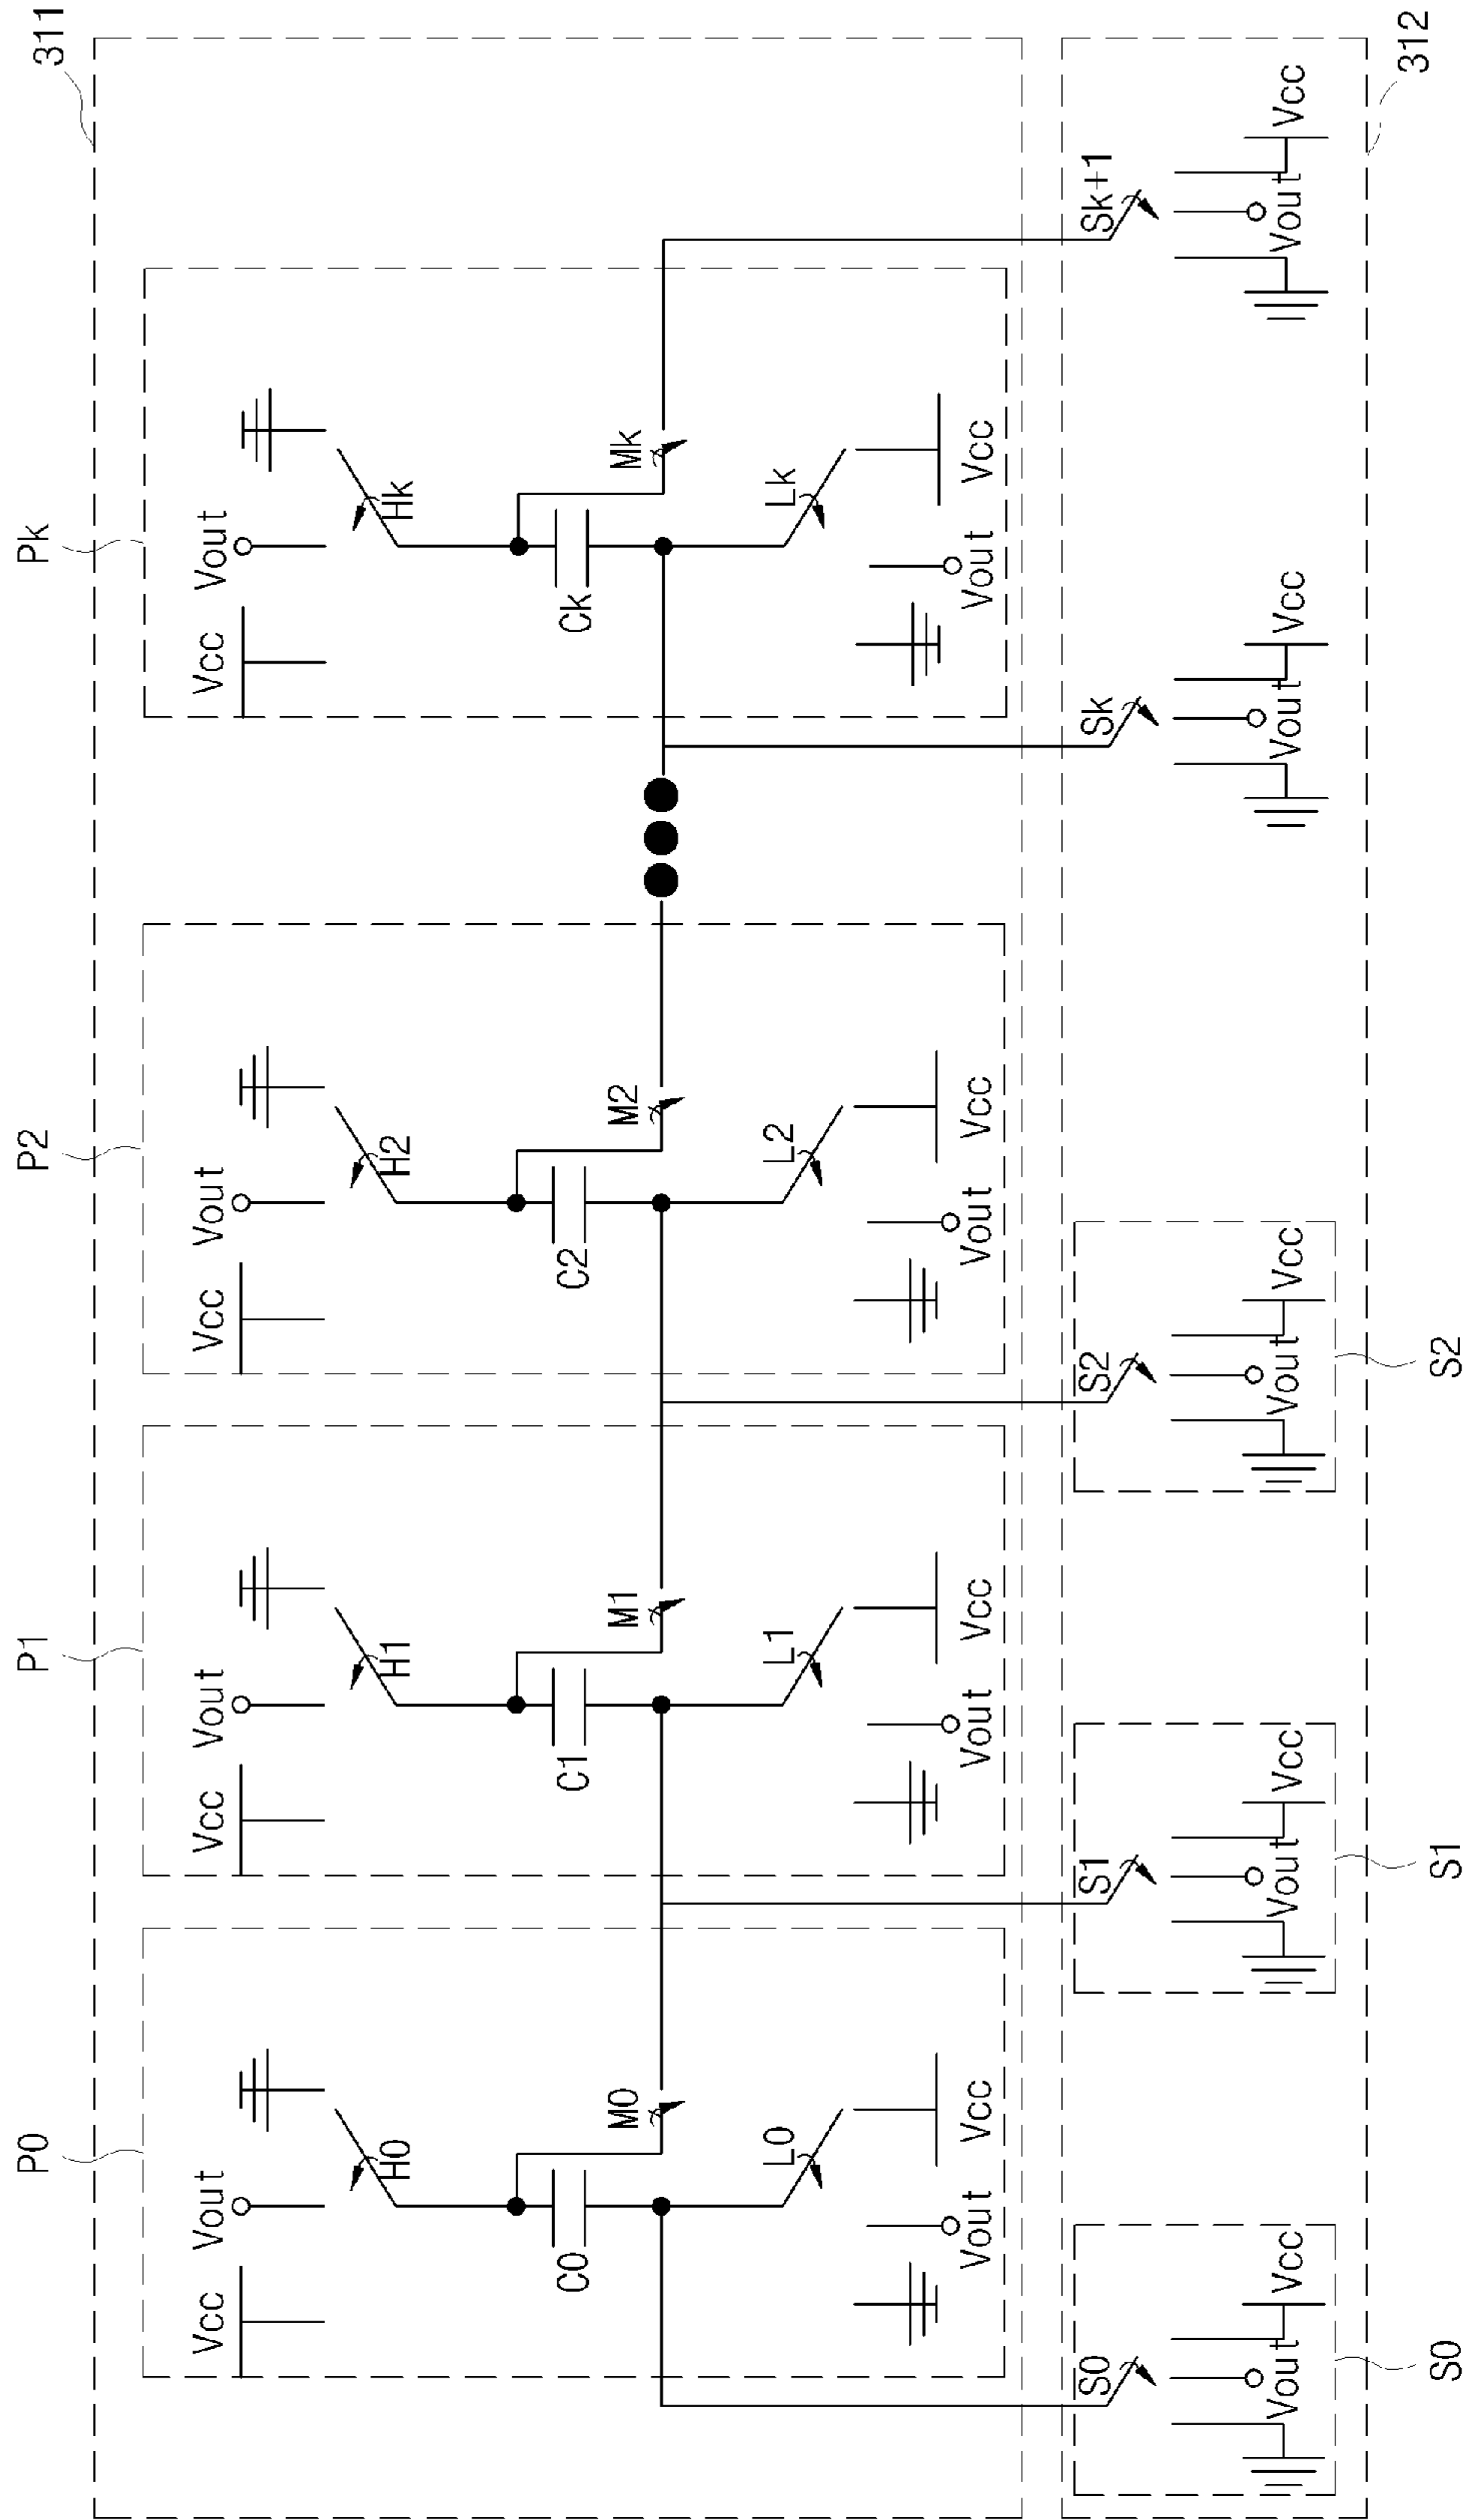 311
P0
P1
P2
Pk
Vcc
Vout
H0
C0
M0
L0
Vout
Vcc
Vcc
Vout
H1
C1
M1
L1
Vout
Vcc
Vcc
Vout
H2
C2
M2
L2
Vout
Vcc
Vcc
Vout
Hk
Ck
Mk
Lk
Vout
Vcc
S0
Vout
Vcc
S1
Vout
Vcc
S2
Vout
Vcc
Sk
Vout
Vcc
Sk+1
Vout
Vcc
S0
S1
S2
312